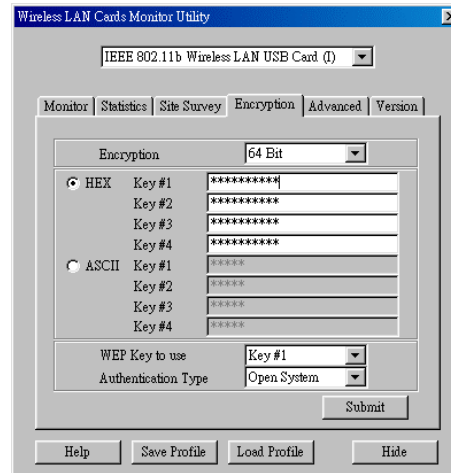 Wireless LAN Cards Monitor Utility
IEEE 802.11b Wireless LAN USB Card (I)
Monitor Statistics Site Survey Encryption Advanced Version
Encryption 64 Bit
HEX Key #1 **********
Key #2 **********
Key #3 **********
Key #4 **********
ASCII Key #1 *****
Key #2 *****
Key #3 *****
Key #4 *****
WEP Key to use Key #1
Authentication Type Open System
Submit
Help Save Profile Load Profile Hide